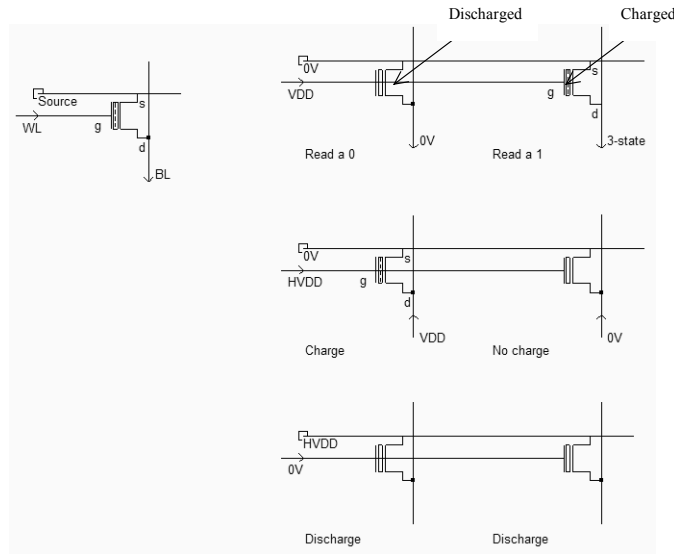 Discharged Charged
0V
Source s s
VDD
g
WL g
d d
0V 3-state
Read a 0 Read a 1
BL
0V
s
HVDD
g
d
VDD 0V
Charge No charge
HVDD
0V
Discharge Discharge